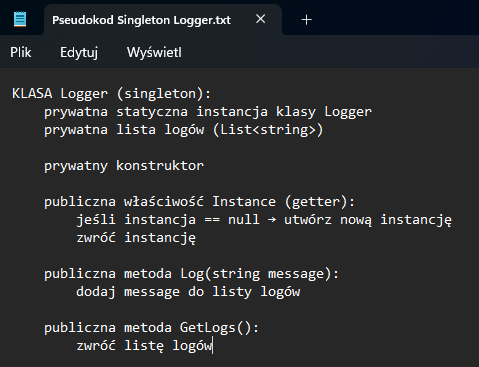 Pseudokod Singleton Logger.txt
Plik Edytuj Wyświetl
KLASA Logger (singleton):
prywatna statyczna instancja klasy Logger
prywatna lista logów (List<string>)
prywatny konstruktor
publiczna właściwość Instance (getter):
jeśli instancja == null → utwórz nową instancję
zwróć instancję
publiczna metoda Log(string message):
dodaj message do listy logów
publiczna metoda GetLogs():
zwróć listę logów